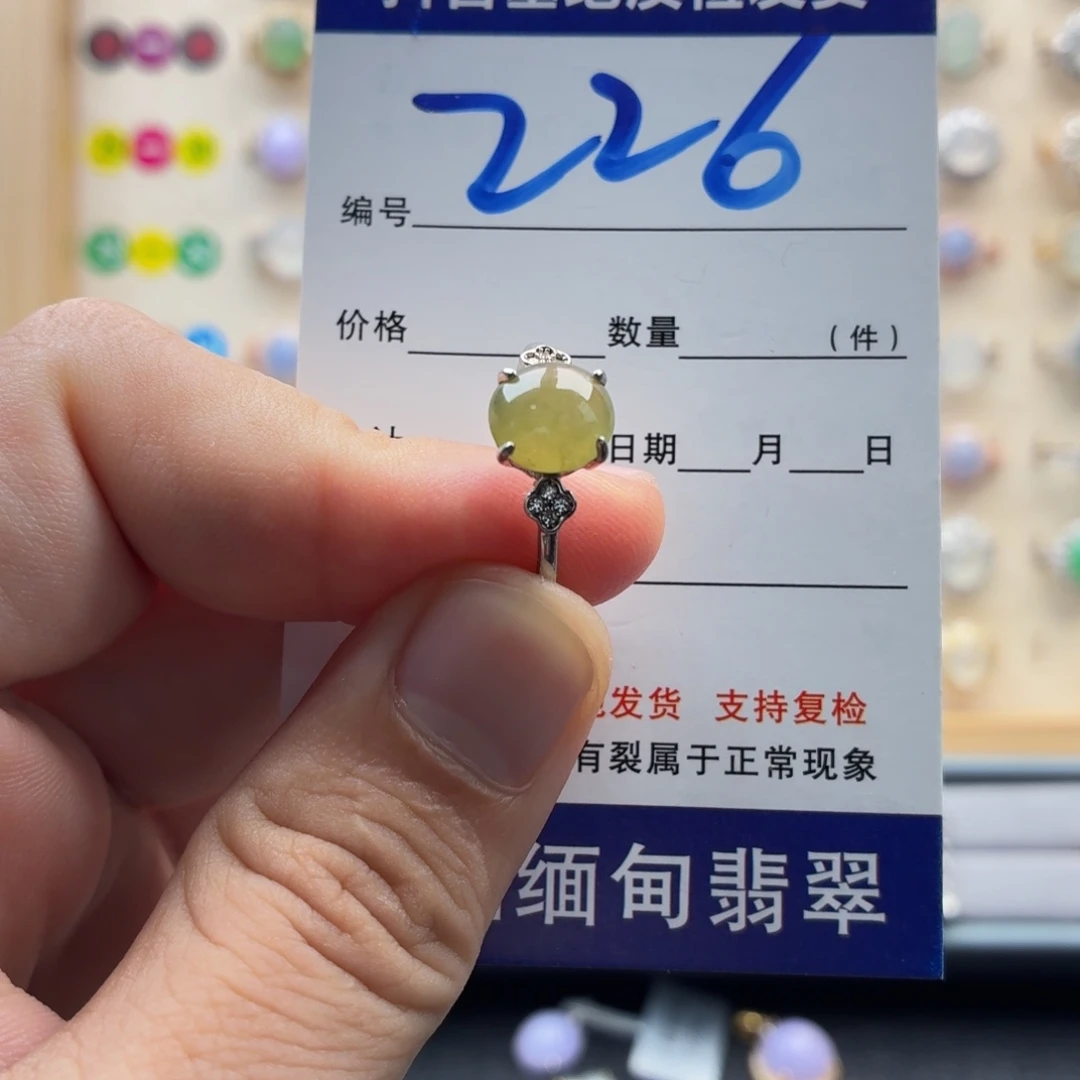 226
编号
价格 数量 （件）
日期 月 日
发货 支持复检
有裂属于正常现象
缅甸翡翠